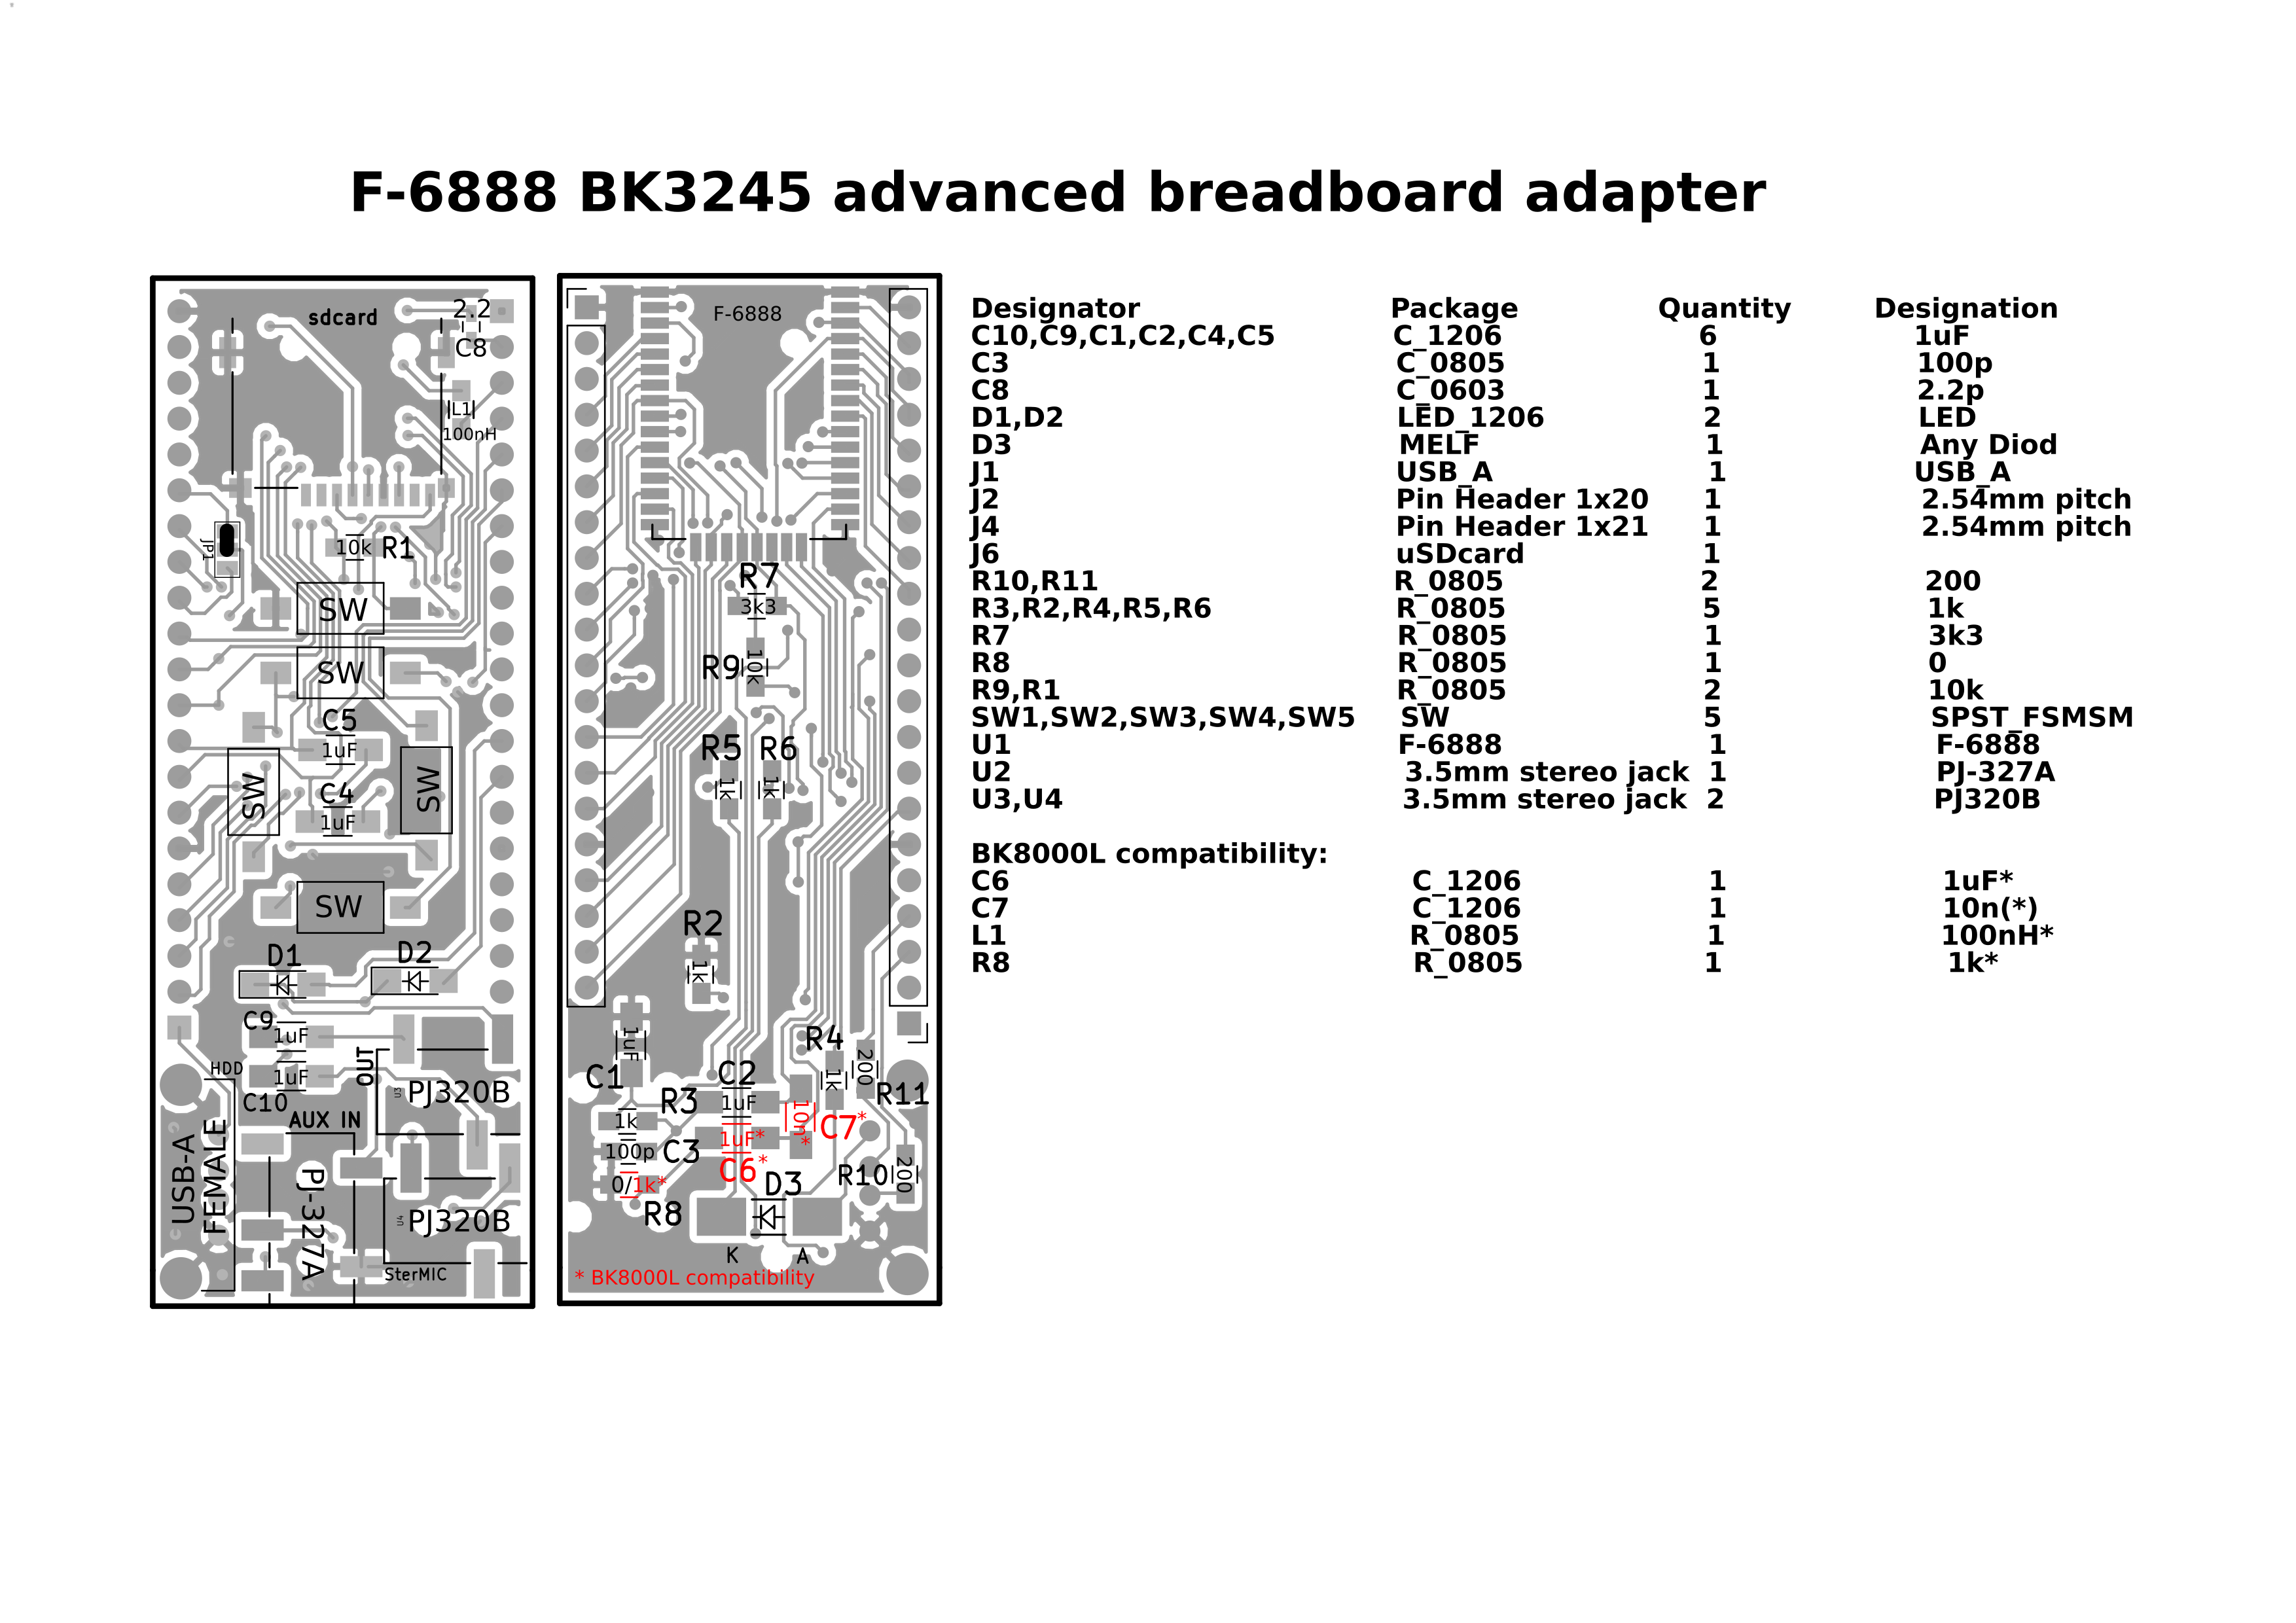 F-6888 BK3245 advanced breadboard adapter
sdcard
2.2
C8
L1
100nH
JP1
10k R1
SW
SW
C5
1uF
SW
SW
C4
1uF
SW
D1
D2
C9
1uF
HDD
1uF
C10
OUT
U3
PJ320B
AUX IN
USB-A
FEMALE
PJ-327A
U4
PJ320B
SterMIC
F-6888
R7
3k3
R9
10k
R5 R6
1k
1k
R2
1k
1uF
C1
R4
200
1k
R11
C2
R3
1uF
1k
10n*
C7*
1uF*
100p C3
C6*
0/1k*
R10
200
D3
R8
K
A
* BK8000L compatibility
Designator Package Quantity Designation
C10,C9,C1,C2,C4,C5 C_1206 6 1uF
C3 C_0805 1 100p
C8 C_0603 1 2.2p
D1,D2 LED_1206 2 LED
D3 MELF 1 Any Diod
J1 USB_A 1 USB_A
J2 Pin Header 1x20 1 2.54mm pitch
J4 Pin Header 1x21 1 2.54mm pitch
J6 uSDcard 1
R10,R11 R_0805 2 200
R3,R2,R4,R5,R6 R_0805 5 1k
R7 R_0805 1 3k3
R8 R_0805 1 0
R9,R1 R_0805 2 10k
SW1,SW2,SW3,SW4,SW5 SW 5 SPST_FSMSM
U1 F-6888 1 F-6888
U2 3.5mm stereo jack 1 PJ-327A
U3,U4 3.5mm stereo jack 2 PJ320B
BK8000L compatibility:
C6 C_1206 1 1uF*
C7 C_1206 1 10n(*)
L1 R_0805 1 100nH*
R8 R_0805 1 1k*